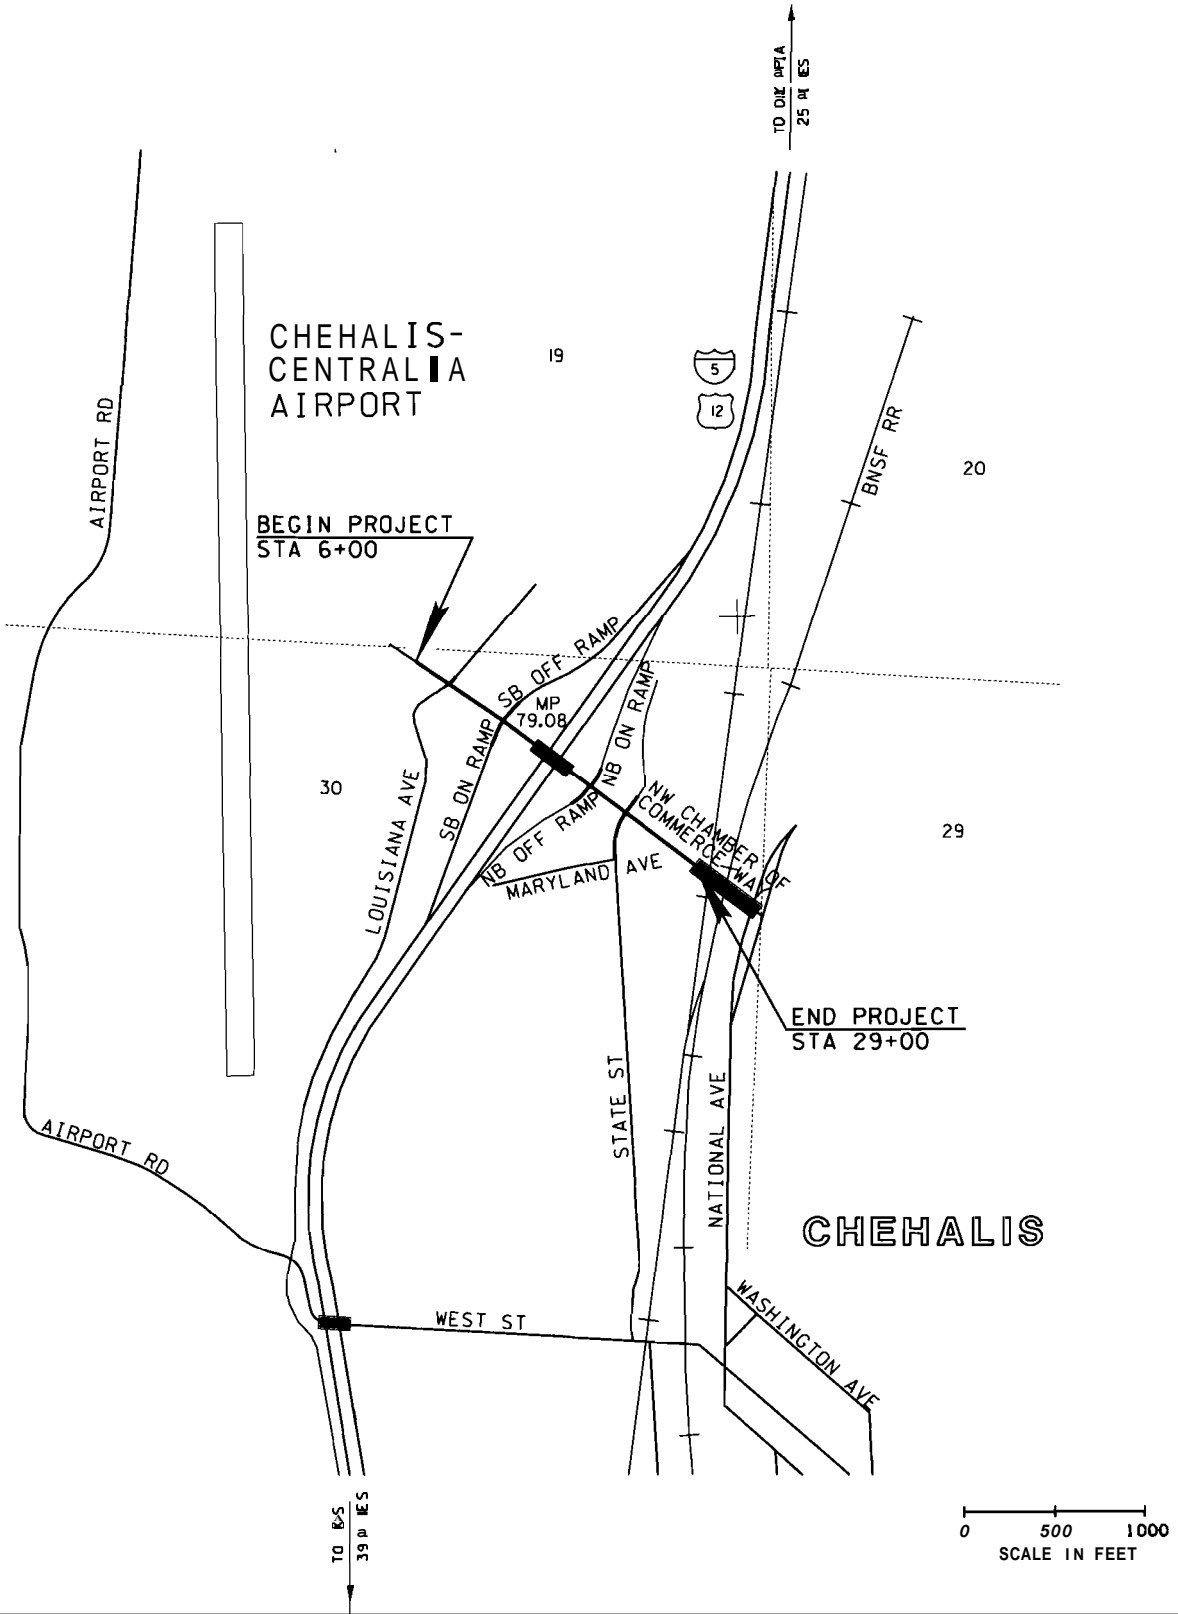 25
CHEHALIS-
CENTRALIA
AIRPORT
19
5
12
AIRPORT RD
BNSF RR
20
BEGIN PROJECT
STA 6+00
SB OFF RAMP
MP
79.08
NB ON RAMP
SB ON RAMP
30
LOUISIANA AVE
NW CHAMBER OF
COMMERCE WAY
29
NB OFF RAMP
MARYLAND AVE
END PROJECT
STA 29+00
STATE ST
NATIONAL AVE
AIRPORT RD
CHEHALIS
WEST ST
WASHINGTON AVE
39
0 500 1000
SCALE IN FEET